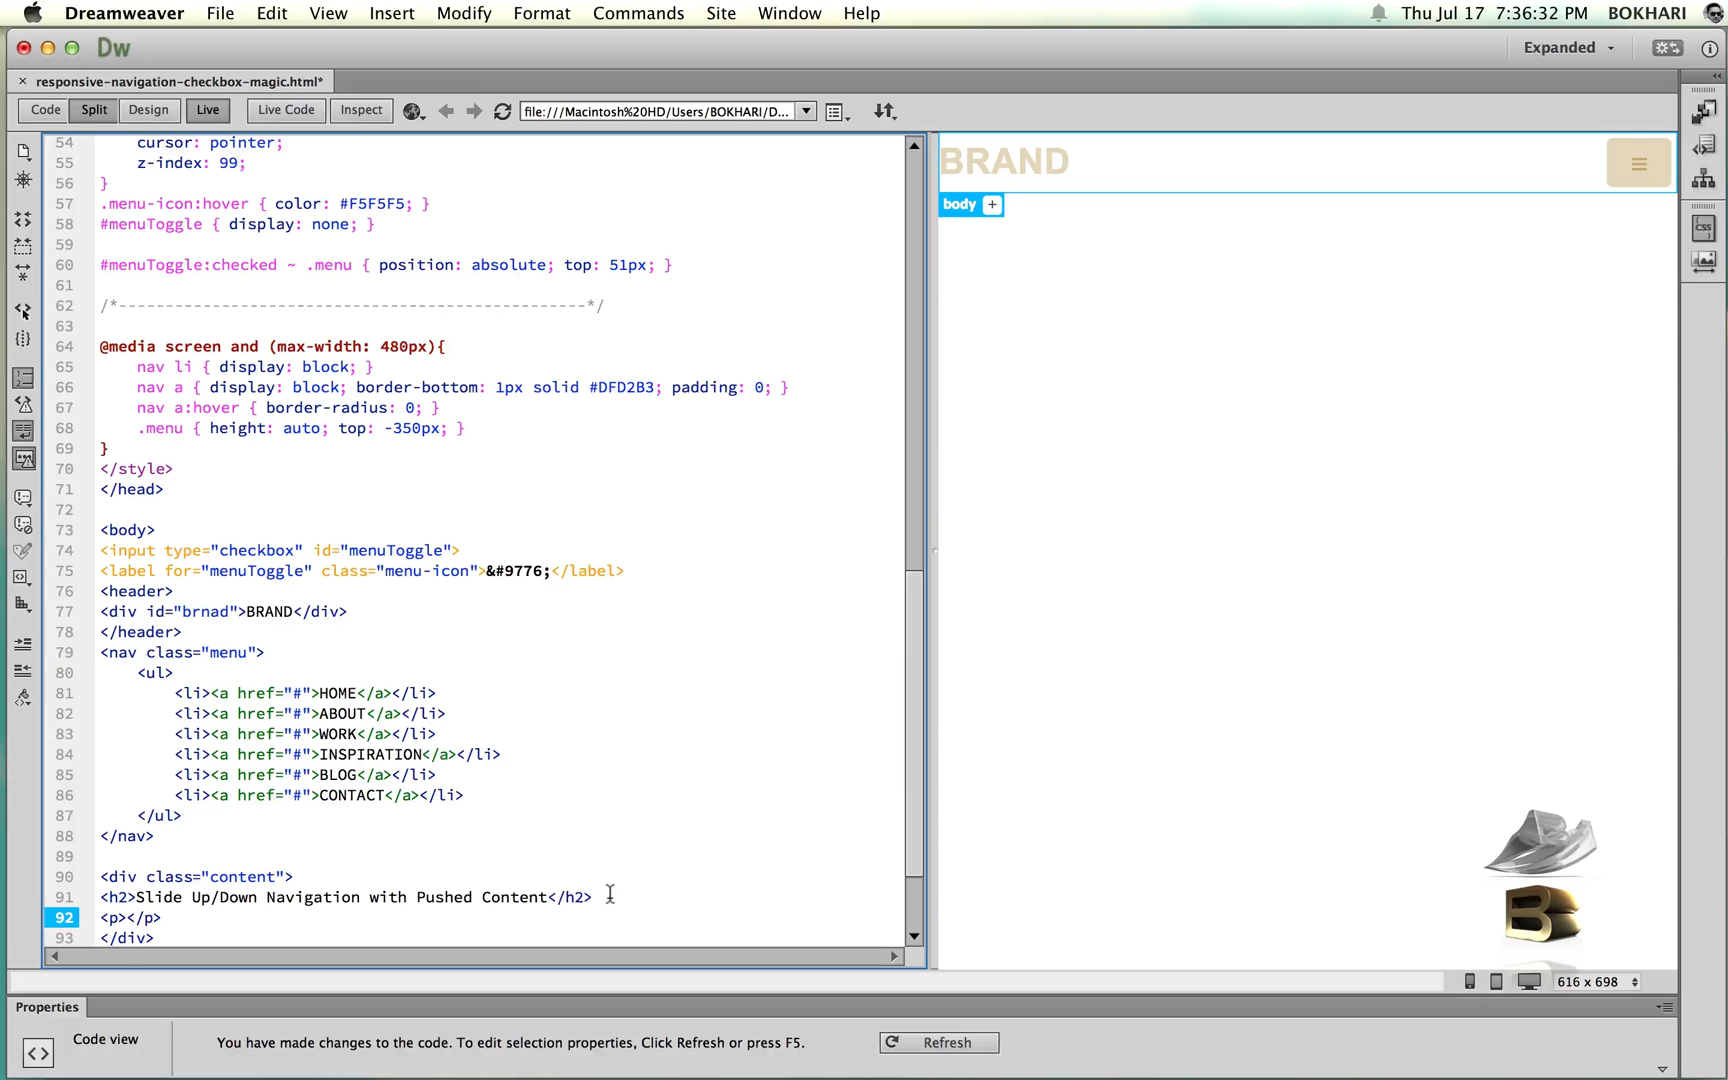 Dreamweaver File Edit View Insert Modify Format Commands Site Window Help Thu Jul 17 7:36:32 PM BOKHARI
Dw Expanded
responsive-navigation-checkbox-magic.html*
Code Split Design Live Live Code Inspect file:///Macintosh%20HD/Users/BOKHARI/D...
54 cursor: pointer;
55 z-index: 99;
56 }
57 .menu-icon:hover { color: #F5F5F5; }
58 #menuToggle { display: none; }
59
60 #menuToggle:checked ~ .menu { position: absolute; top: 51px; }
61
62 /*---------------------------------------------------*/
63
64 @media screen and (max-width: 480px){
65 nav li { display: block; }
66 nav a { display: block; border-bottom: 1px solid #DFD2B3; padding: 0; }
67 nav a:hover { border-radius: 0; }
68 .menu { height: auto; top: -350px; }
69 }
70 </style>
71 </head>
72
73 <body>
74 <input type="checkbox" id="menuToggle">
75 <label for="menuToggle" class="menu-icon">&#9776;</label>
76 <header>
77 <div id="brnad">BRAND</div>
78 </header>
79 <nav class="menu">
80 <ul>
81 <li><a href="#">HOME</a></li>
82 <li><a href="#">ABOUT</a></li>
83 <li><a href="#">WORK</a></li>
84 <li><a href="#">INSPIRATION</a></li>
85 <li><a href="#">BLOG</a></li>
86 <li><a href="#">CONTACT</a></li>
87 </ul>
88 </nav>
89
90 <div class="content">
91 <h2>Slide Up/Down Navigation with Pushed Content</h2>
92 <p></p>
93 </div>
BRAND ≡
body +
B
616 x 698
Properties
Code view You have made changes to the code. To edit selection properties, Click Refresh or press F5. Refresh